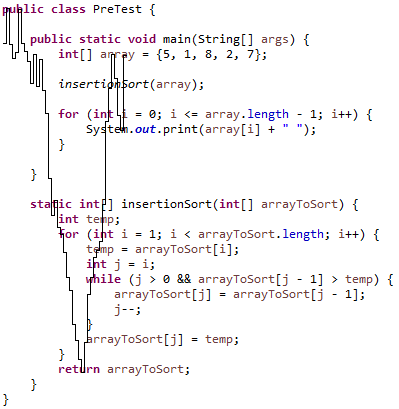 public class PreTest {
public static void main(String[] args) {
int[] array = {5, 1, 8, 2, 7};
insertionSort(array);
for (int i = 0; i <= array.length - 1; i++) {
System.out.print(array[i] + " ");
}
}
static int[] insertionSort(int[] arrayToSort) {
int temp;
for (int i = 1; i < arrayToSort.length; i++) {
temp = arrayToSort[i];
int j = i;
while (j > 0 && arrayToSort[j - 1] > temp) {
arrayToSort[j] = arrayToSort[j - 1];
j--;
}
arrayToSort[j] = temp;
}
return arrayToSort;
}
}